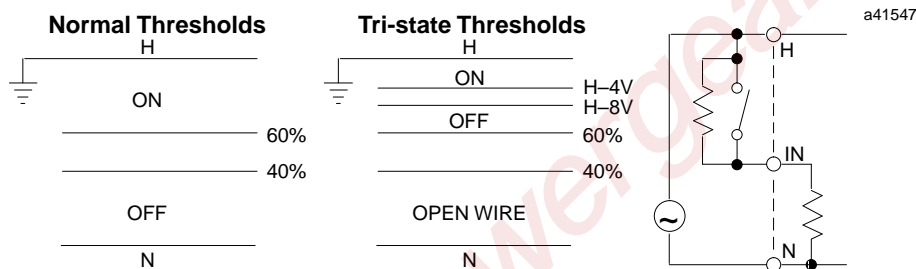 a41547
Normal Thresholds
H
ON
60%
40%
OFF
N
Tri-state Thresholds
H
ON
H–4V
H–8V
OFF
60%
40%
OPEN WIRE
N
H
IN
~
N